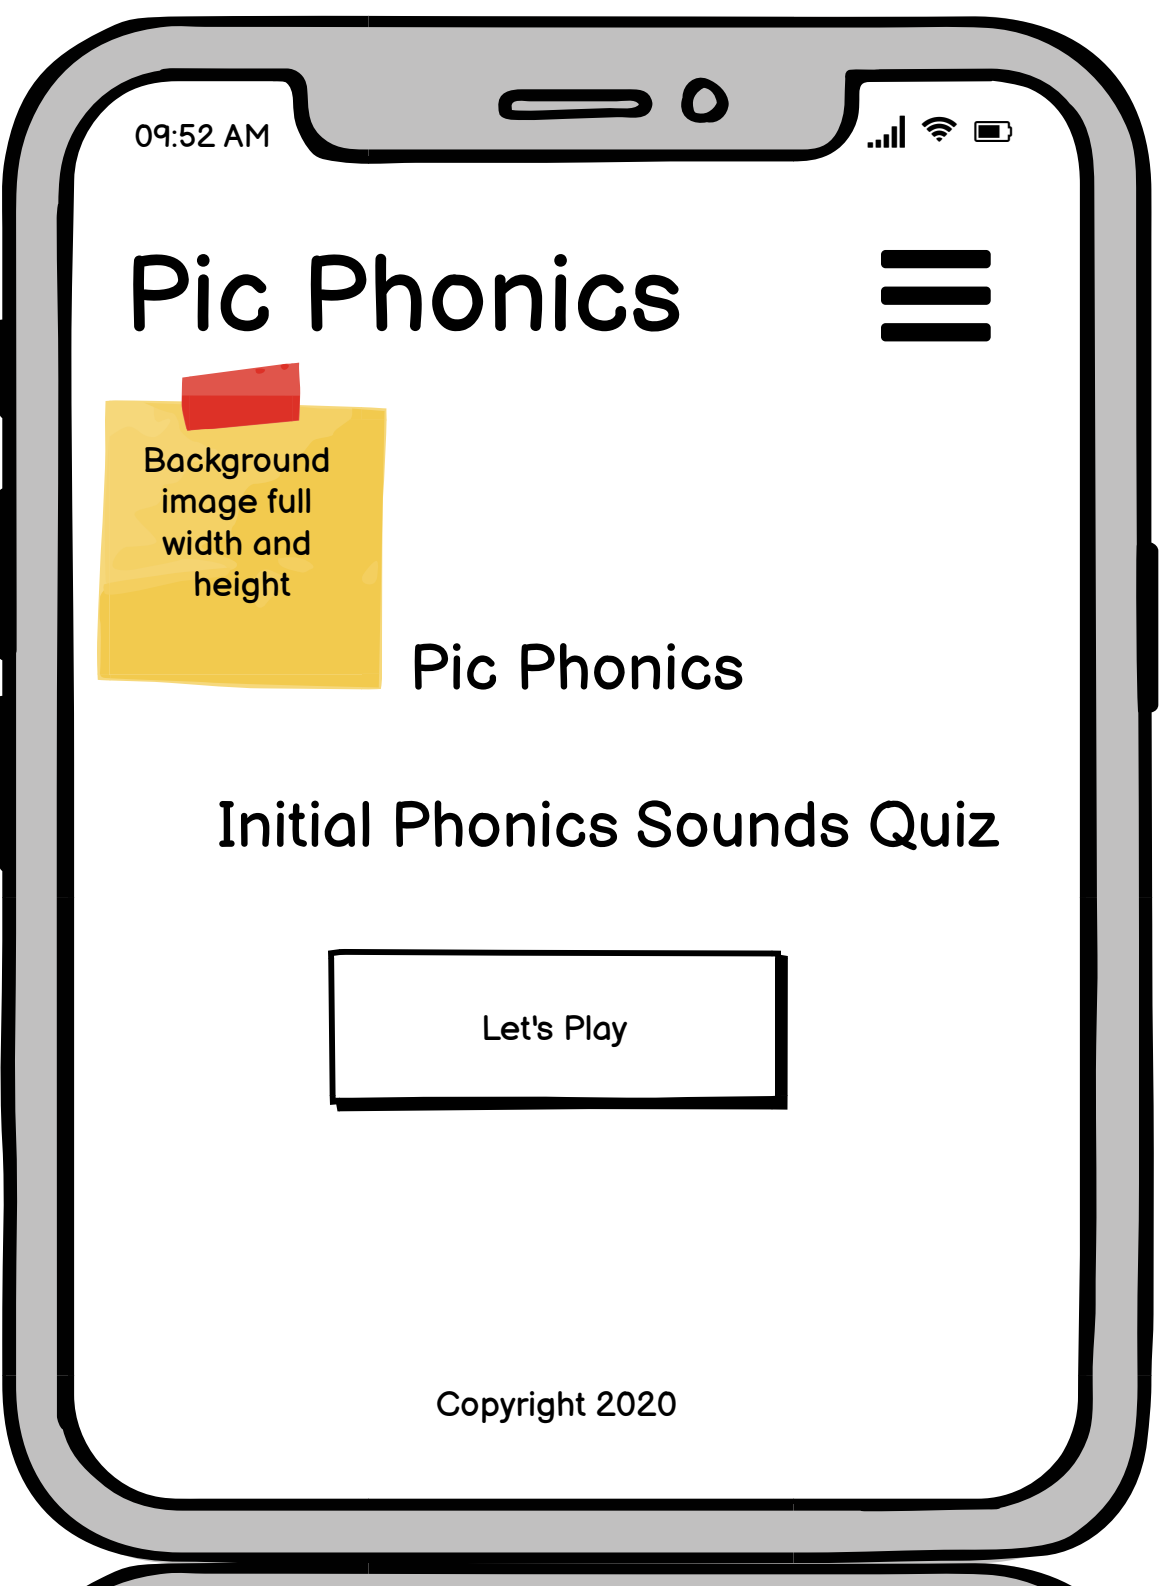 09:52 AM
Pic Phonics
Background
image full
width and
height
Pic Phonics
Initial Phonics Sounds Quiz
Let's Play
Copyright 2020